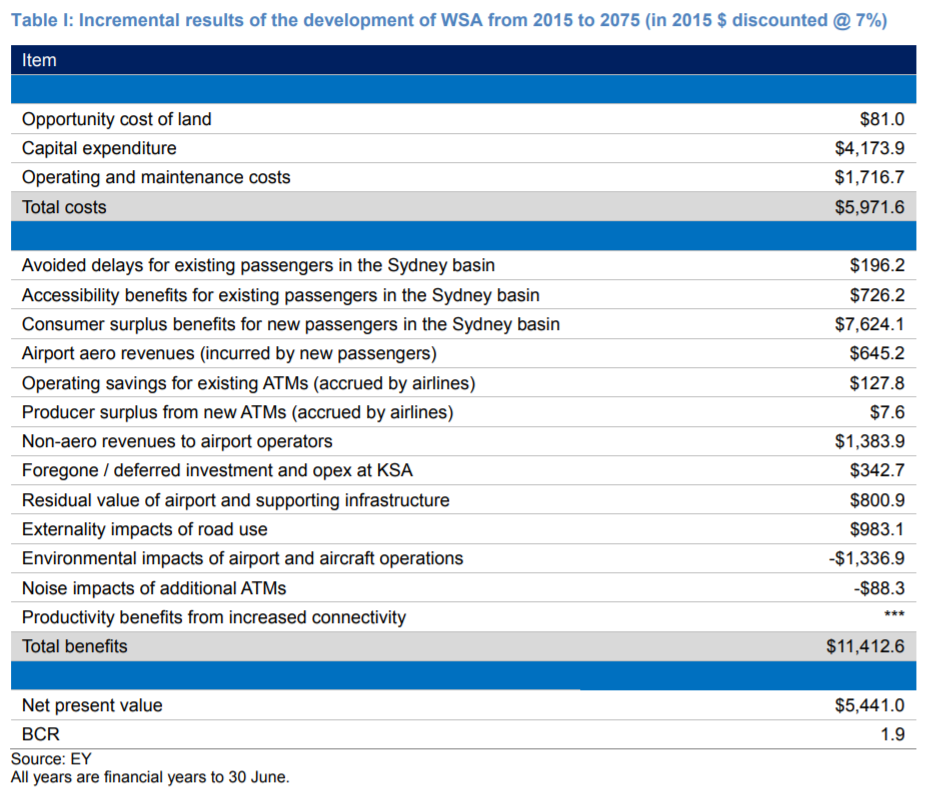 Table I: Incremental results of the development of WSA from 2015 to 2075 (in 2015 $ discounted @ 7%)
Item
Opportunity cost of land $81.0
Capital expenditure $4,173.9
Operating and maintenance costs $1,716.7
Total costs $5,971.6
Avoided delays for existing passengers in the Sydney basin $196.2
Accessibility benefits for existing passengers in the Sydney basin $726.2
Consumer surplus benefits for new passengers in the Sydney basin $7,624.1
Airport aero revenues (incurred by new passengers) $645.2
Operating savings for existing ATMs (accrued by airlines) $127.8
Producer surplus from new ATMs (accrued by airlines) $7.6
Non-aero revenues to airport operators $1,383.9
Foregone / deferred investment and opex at KSA $342.7
Residual value of airport and supporting infrastructure $800.9
Externality impacts of road use $983.1
Environmental impacts of airport and aircraft operations -$1,336.9
Noise impacts of additional ATMs -$88.3
Productivity benefits from increased connectivity ***
Total benefits $11,412.6
Net present value $5,441.0
BCR 1.9
Source: EY
All years are financial years to 30 June.